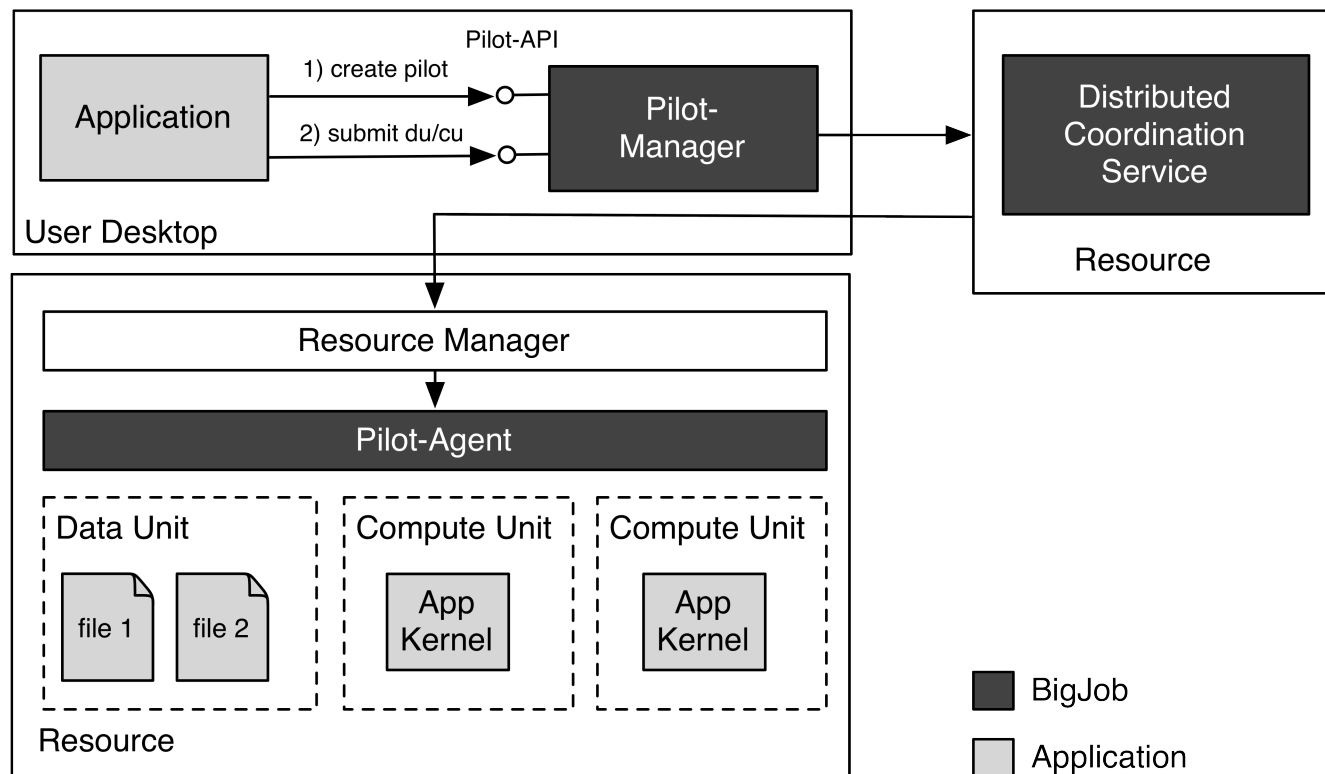 Pilot-API
1) create pilot
Application
2) submit du/cu
Pilot-
Manager
User Desktop
Distributed
Coordination
Service
Resource
Resource Manager
Pilot-Agent
Data Unit
file 1
file 2
Compute Unit
App
Kernel
Compute Unit
App
Kernel
Resource
BigJob
Application